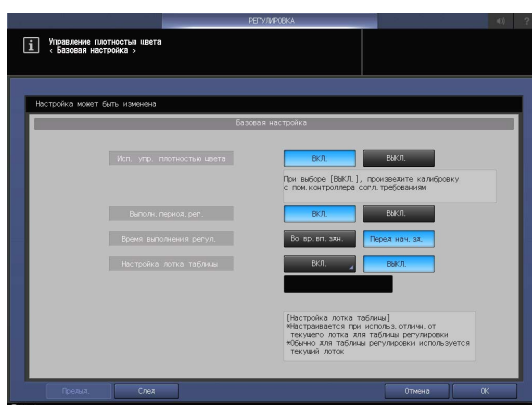 РЕГУЛИРОВКА
Управление плотностья цвета
< Базовая настройка >
Настройка может быть изменена
Базовая настройка
Исп. упр. плотностью цвета
ВКЛ.
ВЫКЛ.
При выборе [ВЫКЛ.], произведите калибровку
с пом.контроллера согл.требованиям
Выполн.период.рег.
ВКЛ.
ВЫКЛ.
Время выполнения регул.
Во вр.вп.здн.
Перед нач.зд.
Настройка лотка таблицы
ВКЛ.
ВЫКЛ.
[Настройка лотка таблицы]
*Настраивается при использ.отличн.от
текущего лотка для таблицы регулировки
*Обычно для таблицы регулировки используется
текущий лоток
Предыд.
След
Отмена
OK